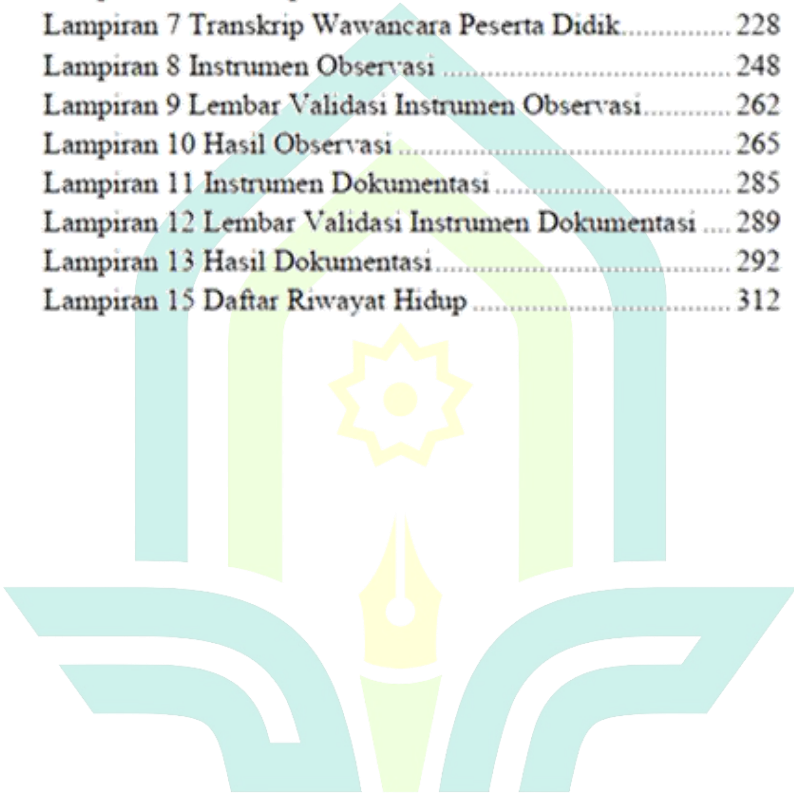 Lampiran 7 Transkrip Wawancara Peserta Didik............... 228
Lampiran 8 Instrumen Observasi ........................................ 248
Lampiran 9 Lembar Validasi Instrumen Observasi............ 262
Lampiran 10 Hasil Observasi .............................................. 265
Lampiran 11 Instrumen Dokumentasi ................................. 285
Lampiran 12 Lembar Validasi Instrumen Dokumentasi .... 289
Lampiran 13 Hasil Dokumentasi......................................... 292
Lampiran 15 Daftar Riwayat Hidup .................................... 312